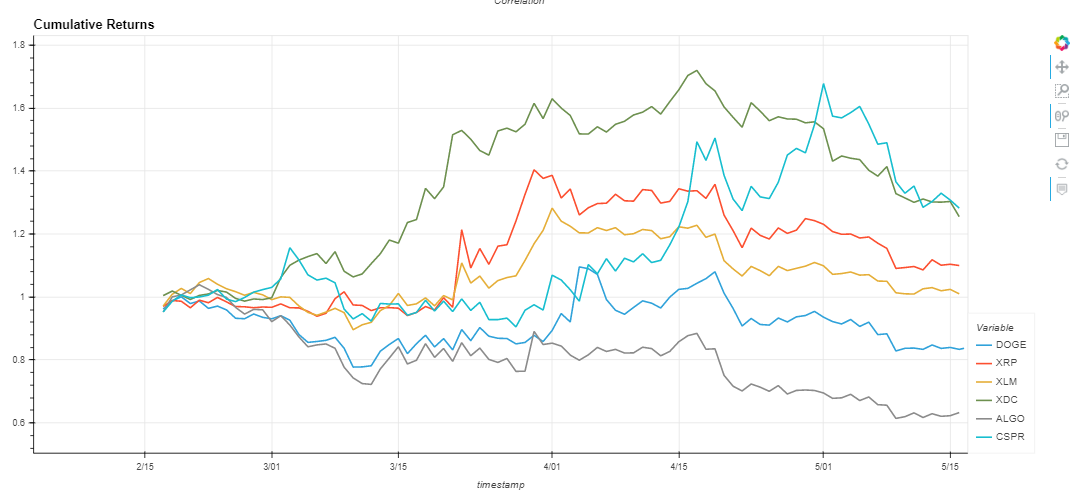 Correlation
Cumulative Returns
1.8
1.6
1.4
1.2
1
0.8
0.6
2/15
3/01
3/15
4/01
4/15
5/01
5/15
timestamp
Variable
DOGE
XRP
XLM
XDC
ALGO
CSPR